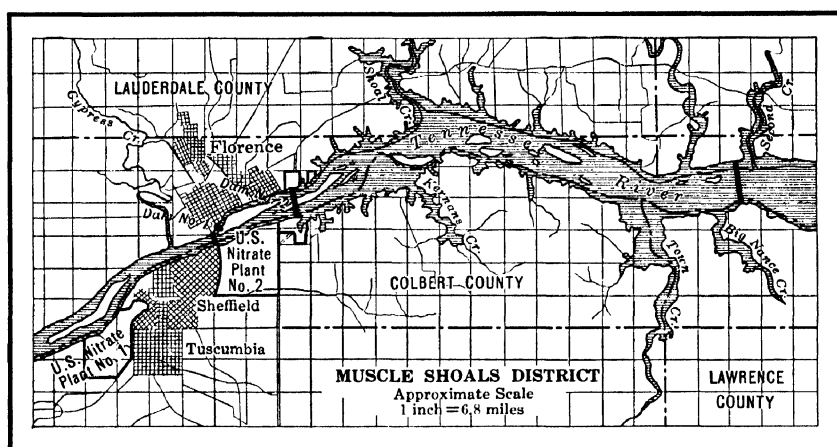 LAUDERDALE COUNTY
Cypress Cr.
Florence
Shoal Cr.
Tennessee
River
Second Cr.
Dam No. 2
Dam No. 1
U.S.
Nitrate
Plant
No. 2
Kernans Cr.
Town Cr.
Big Nance Cr.
COLBERT COUNTY
Sheffield
U.S. Nitrate
Plant No. 1
Tuscumbia
MUSCLE SHOALS DISTRICT
Approximate Scale
1 inch = 6.8 miles
LAWRENCE
COUNTY